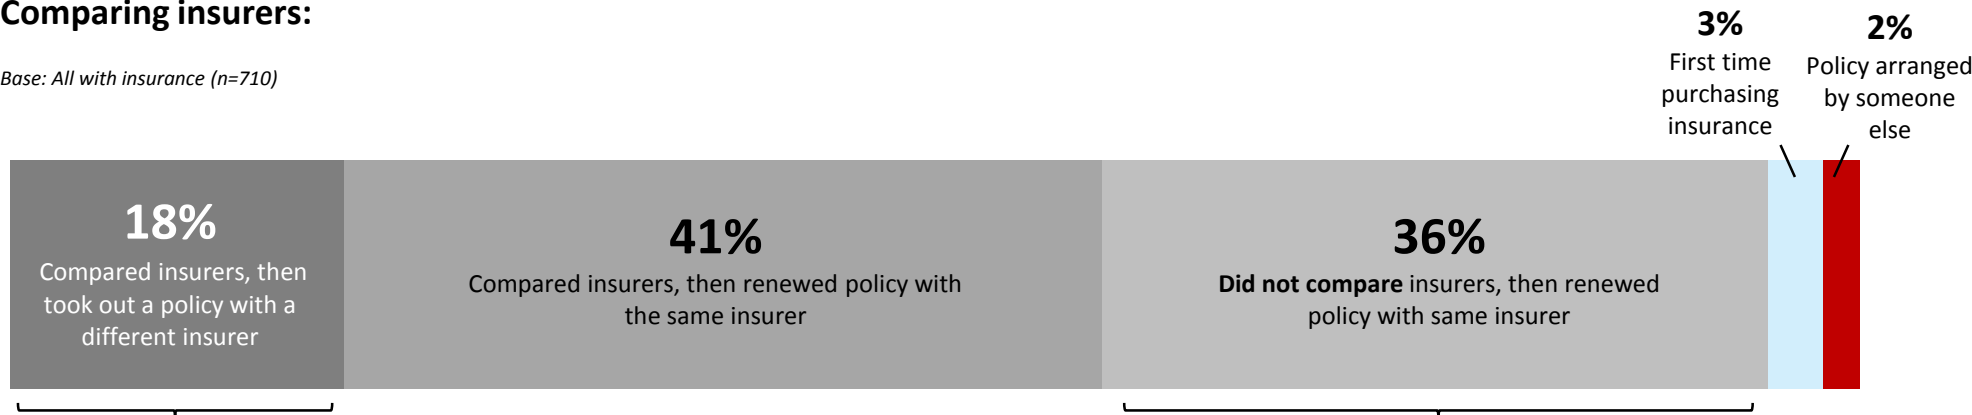 Comparing insurers:
Base: All with insurance (n=710)
3%
First time
purchasing
insurance
2%
Policy arranged
by someone
else
18%
Compared insurers, then
took out a policy with a
different insurer
41%
Compared insurers, then renewed policy with
the same insurer
36%
Did not compare insurers, then renewed
policy with same insurer